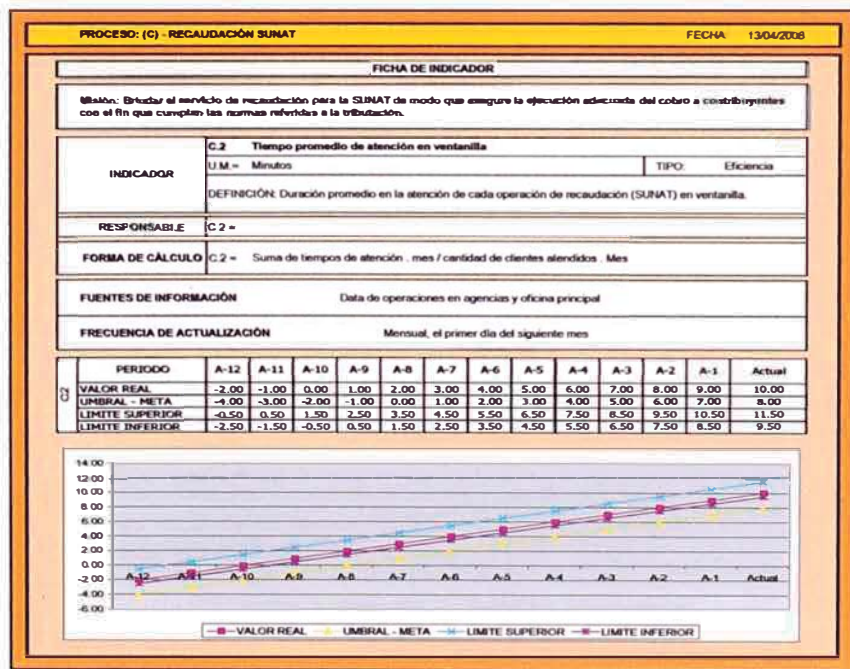 PROCESO: (C) - RECAUDACIÓN SUNAT FECHA 13/04/2008
FICHA DE INDICADOR
Misión: Brindar el servicio de recaudación para la SUNAT de modo que asegure la ejecución adecuada del cobro a contribuyentes
con el fin que cumplan las normas referidas a la tributación.
INDICADOR
C.2 Tiempo promedio de atención en ventanilla
U.M.= Minutos TIPO: Eficiencia
DEFINICIÓN: Duración promedio en la atención de cada operación de recaudación (SUNAT) en ventanilla.
RESPONSABLE C 2 =
FORMA DE CÀLCULO C.2 = Suma de tiempos de atención . mes / cantidad de clientes atendidos . Mes
FUENTES DE INFORMACIÓN Data de operaciones en agencias y oficina principal
FRECUENCIA DE ACTUALIZACIÓN Mensual, el primer día del siguiente mes
C2
PERIODO A-12 A-11 A-10 A-9 A-8 A-7 A-6 A-5 A-4 A-3 A-2 A-1 Actual
VALOR REAL -2.00 -1.00 0.00 1.00 2.00 3.00 4.00 5.00 6.00 7.00 8.00 9.00 10.00
UMBRAL - META -4.00 -3.00 -2.00 -1.00 0.00 1.00 2.00 3.00 4.00 5.00 6.00 7.00 8.00
LIMITE SUPERIOR -0.50 0.50 1.50 2.50 3.50 4.50 5.50 6.50 7.50 8.50 9.50 10.50 11.50
LIMITE INFERIOR -2.50 -1.50 -0.50 0.50 1.50 2.50 3.50 4.50 5.50 6.50 7.50 8.50 9.50
14.00
12.00
10.00
8.00
6.00
4.00
2.00
0.00
-2.00
-4.00
-6.00
A-12 A-11 A-10 A-9 A-8 A-7 A-6 A-5 A-4 A-3 A-2 A-1 Actual
VALOR REAL UMBRAL - META LIMITE SUPERIOR LIMITE INFERIOR